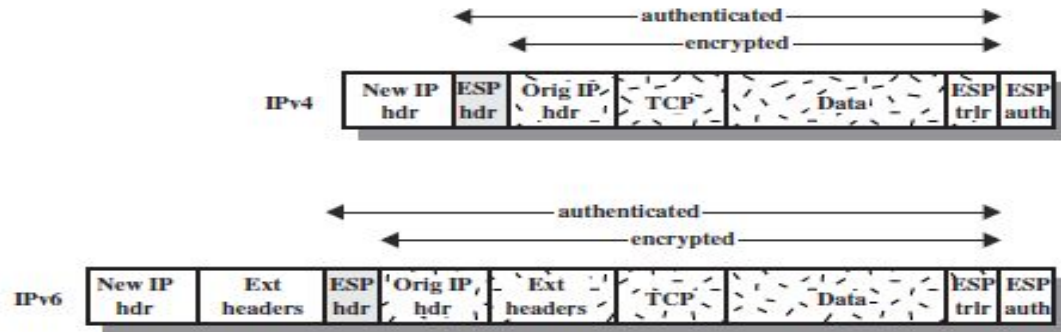 authenticated
encrypted
IPv4
New IP hdr
ESP hdr
Orig IP hdr
TCP
Data
ESP trlr
ESP auth
authenticated
encrypted
IPv6
New IP hdr
Ext headers
ESP hdr
Orig IP hdr
Ext headers
TCP
Data
ESP trlr
ESP auth